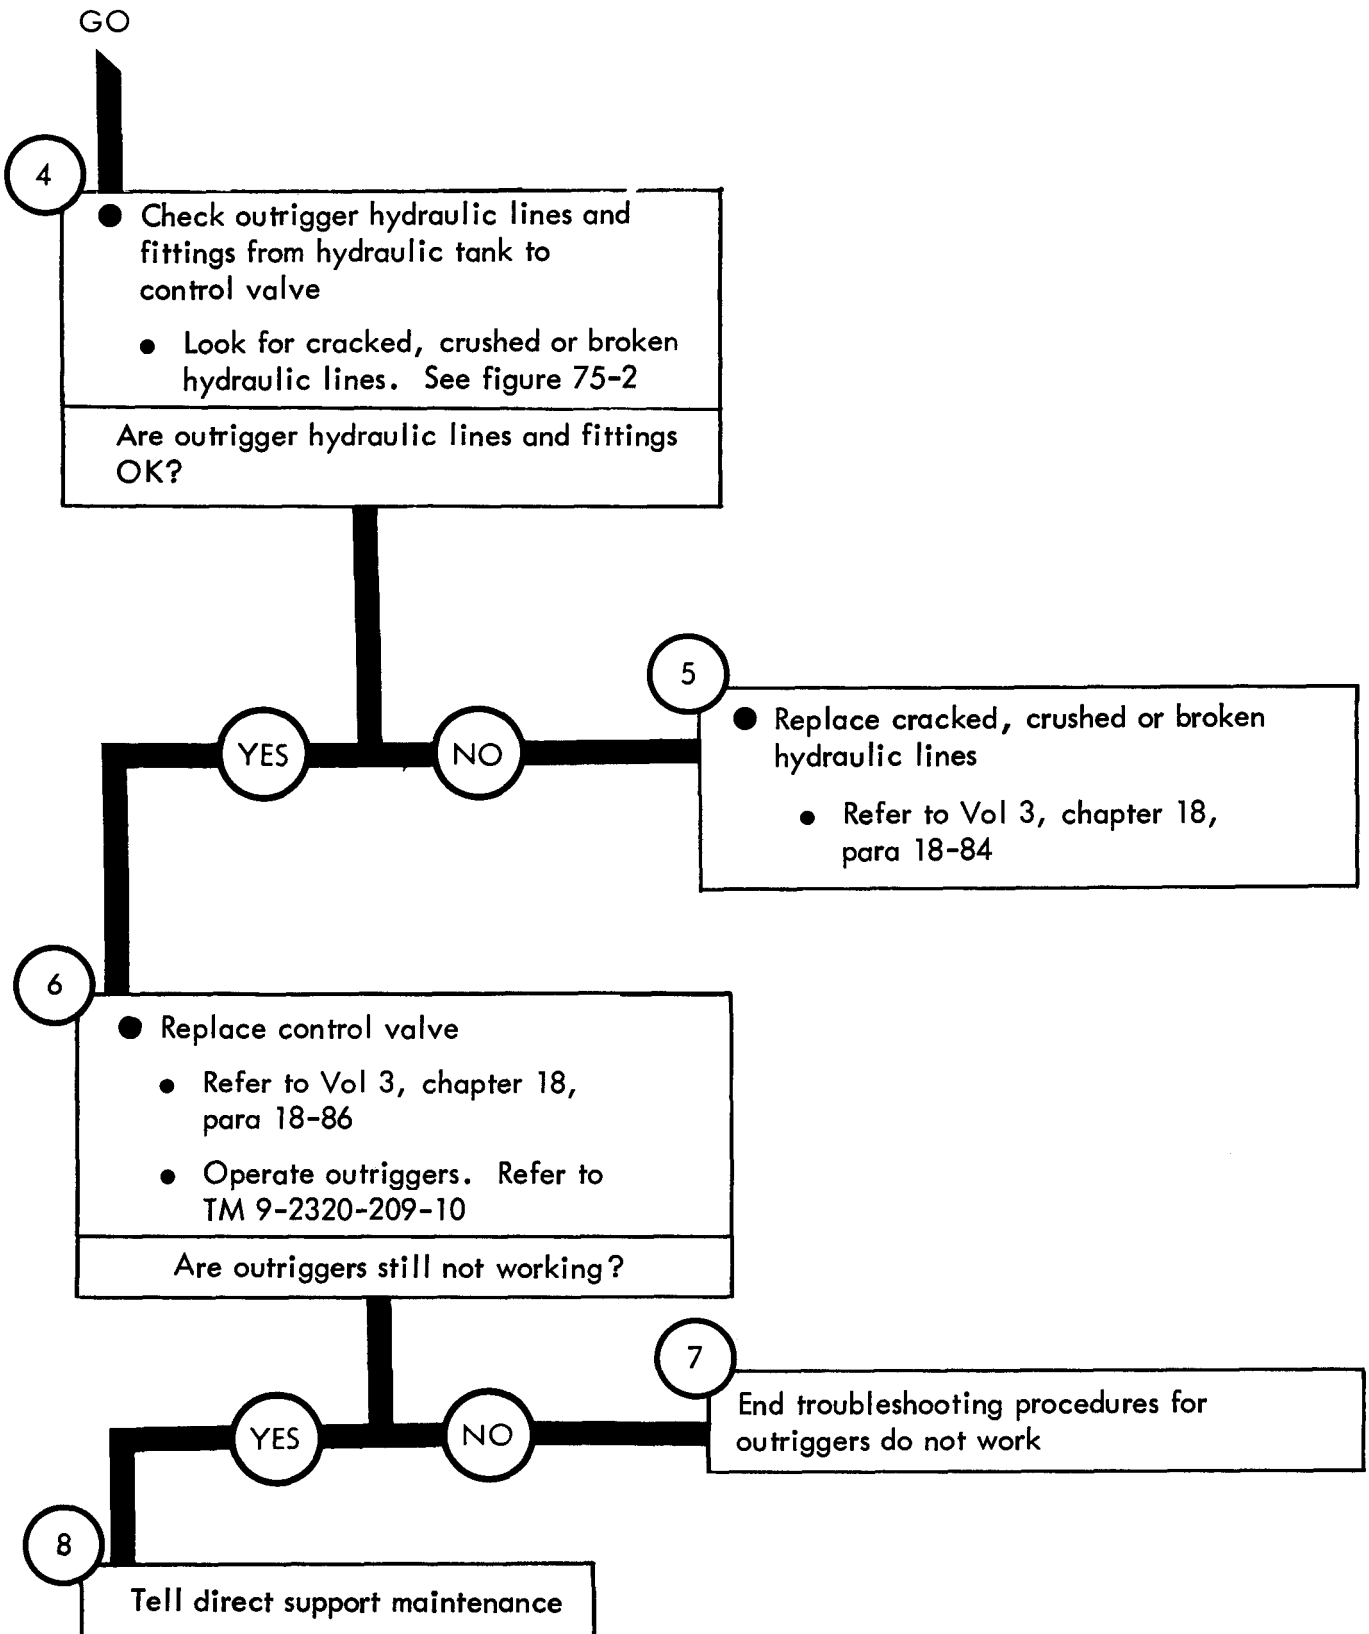 GO
4
● Check outrigger hydraulic lines and
fittings from hydraulic tank to
control valve
● Look for cracked, crushed or broken
hydraulic lines. See figure 75-2
Are outrigger hydraulic lines and fittings
OK?
YES
NO
5
● Replace cracked, crushed or broken
hydraulic lines
● Refer to Vol 3, chapter 18,
para 18-84
6
● Replace control valve
● Refer to Vol 3, chapter 18,
para 18-86
● Operate outriggers. Refer to
TM 9-2320-209-10
Are outriggers still not working?
YES
NO
7
End troubleshooting procedures for
outriggers do not work
8
Tell direct support maintenance